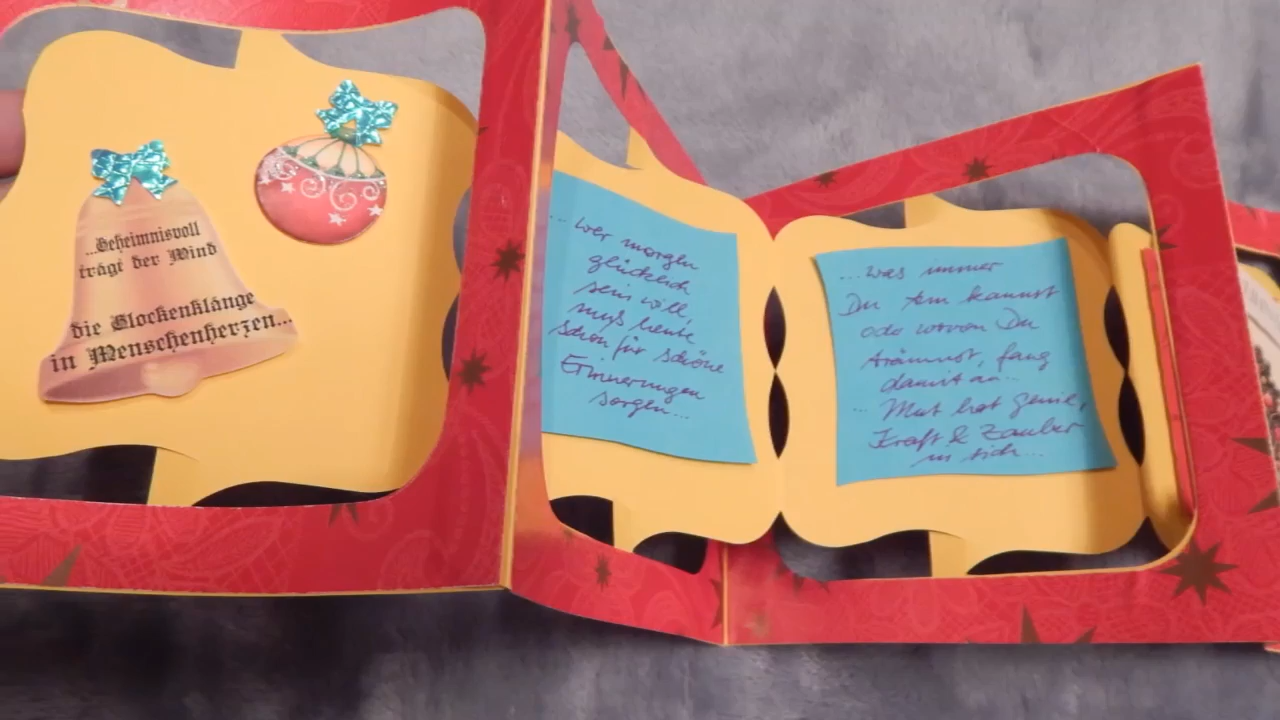 ...Geheimnisvoll
trägt der Wind
die Glockenklänge
in Menschenherzen...
...wer morgen
glücklich
sein will,
muß heute
schon für schöne
Erinnerungen
sorgen...
...was immer
Du tun kannst
oder wovon Du
träumst, fang
damit an...
... Mut hat Genie,
Kraft & Zauber
in sich...